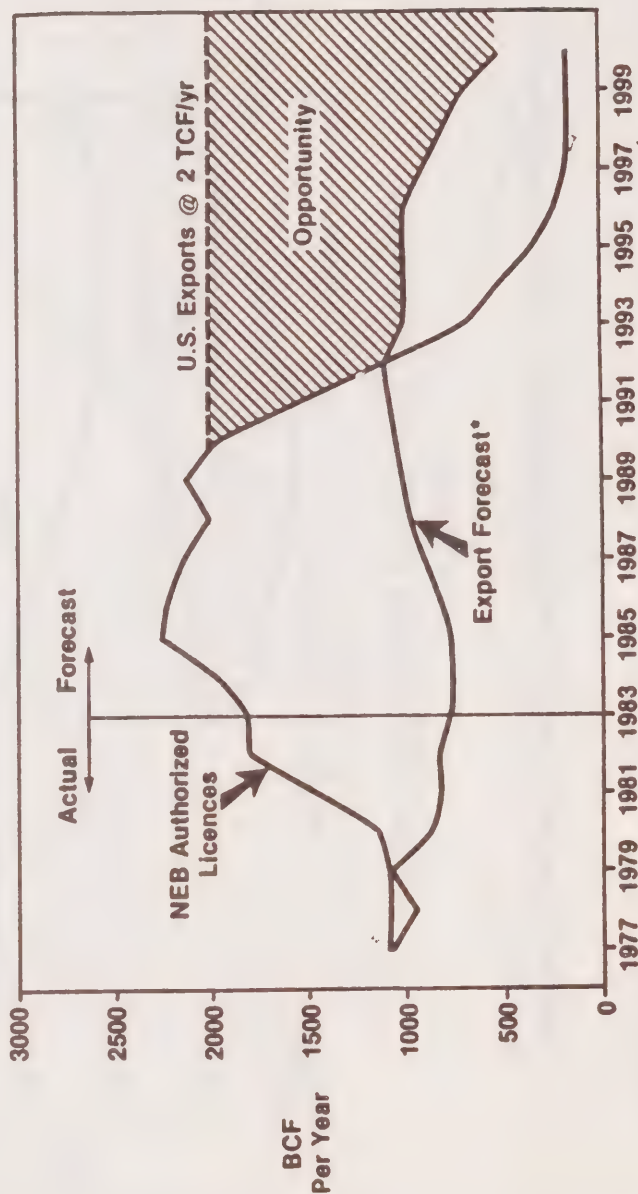 Actual Forecast
U.S. Exports @ 2 TCF/yr
NEB Authorized
Licences
Opportunity
Export Forecast*
BCF
Per Year
3000
2500
2000
1500
1000
500
0
1977 1979 1981 1983 1985 1987 1989 1991 1993 1995 1997 1999